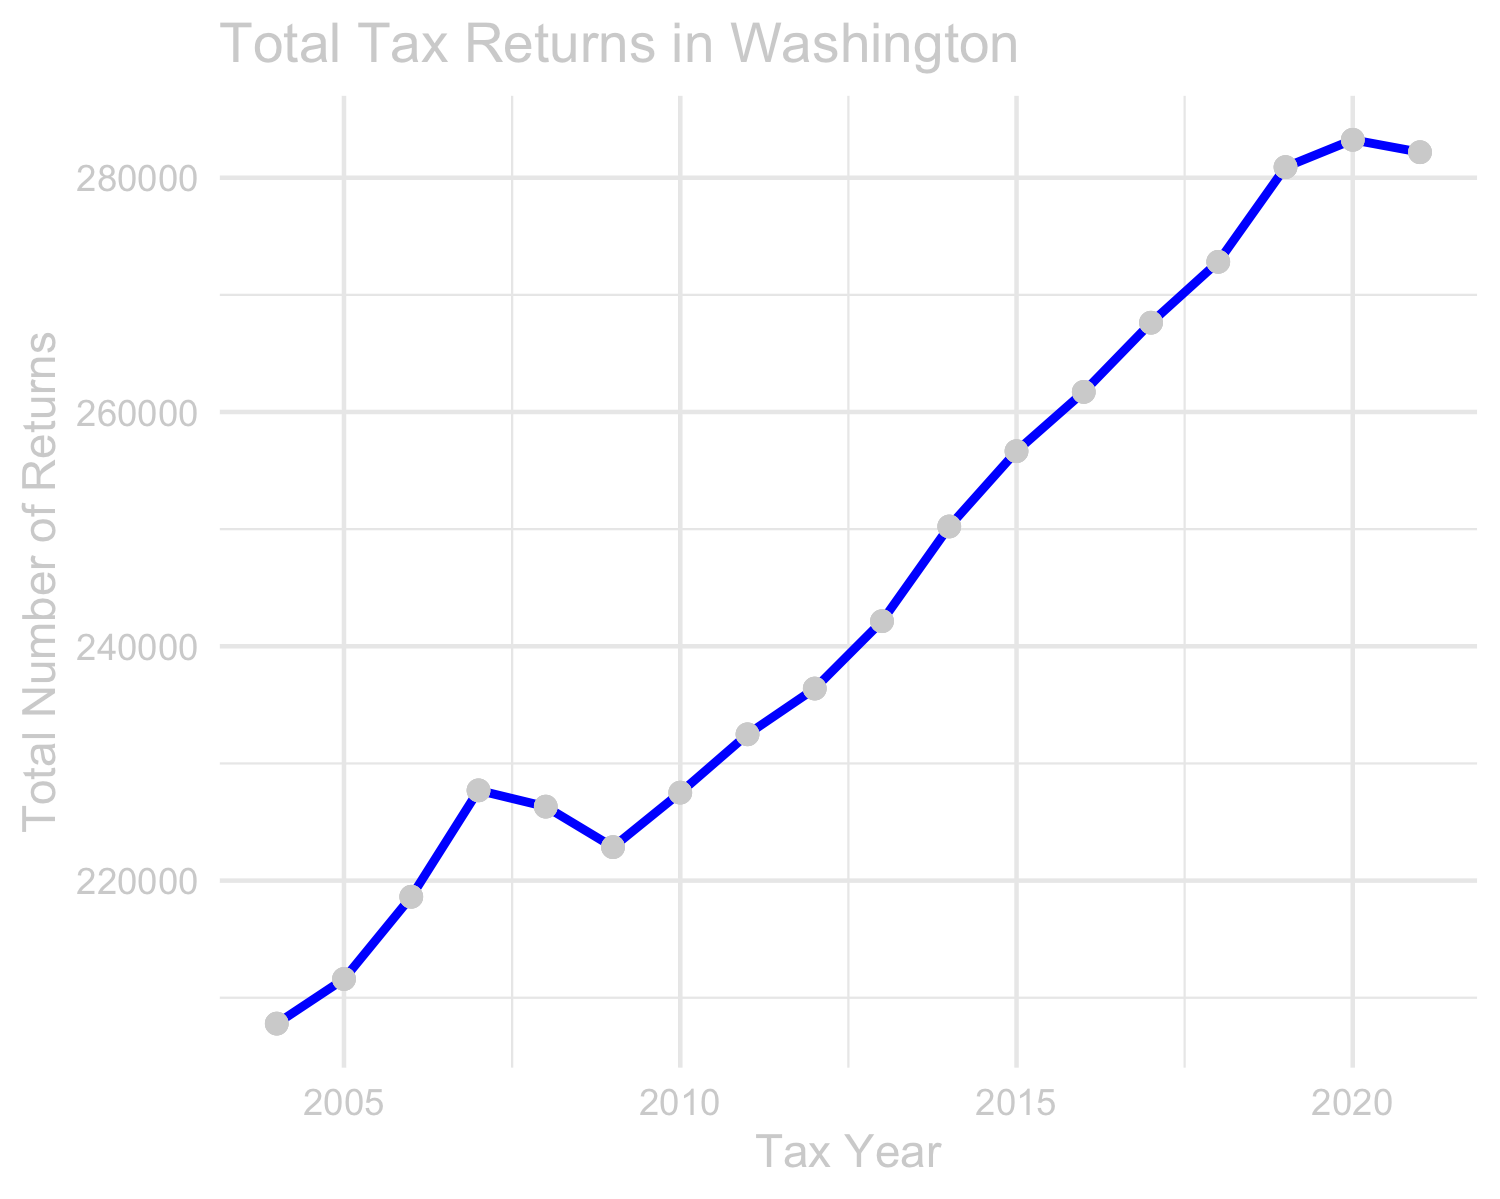 Total Tax Returns in Washington
Total Number of Returns
280000
260000
240000
220000
2005 2010 2015 2020
Tax Year